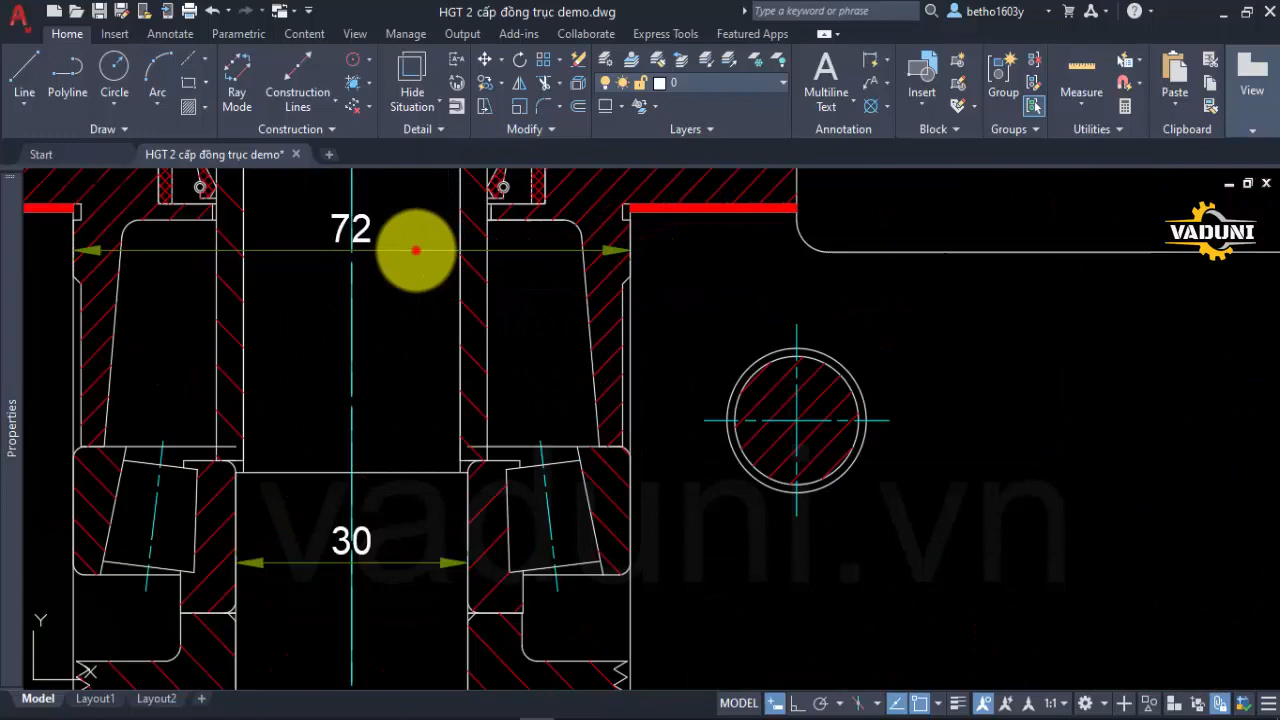 HGT 2 cấp đồng trục demo.dwg
Type a keyword or phrase
betho1603y
Home Insert Annotate Parametric Content View Manage Output Add-ins Collaborate Express Tools Featured Apps
Line Polyline Circle Arc Ray Mode Construction Lines Hide Situation 0 Multiline Text Insert Group Measure Paste View
Draw Construction Detail Modify Layers Annotation Block Groups Utilities Clipboard
Start HGT 2 cấp đồng trục demo*
72
VADUNI
Properties
vaduni.vn
30
Y
X
Model Layout1 Layout2
MODEL 1:1